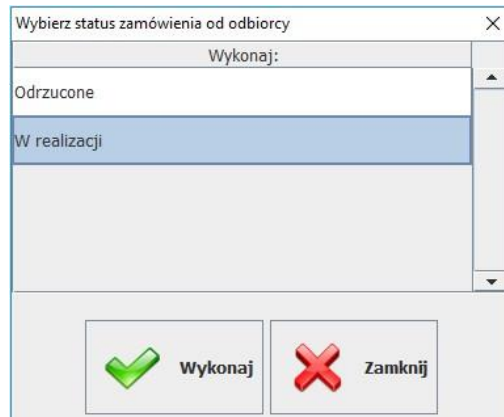 Wybierz status zamówienia od odbiorcy
Wykonaj:
Odrzucone
W realizacji
Wykonaj
Zamknij